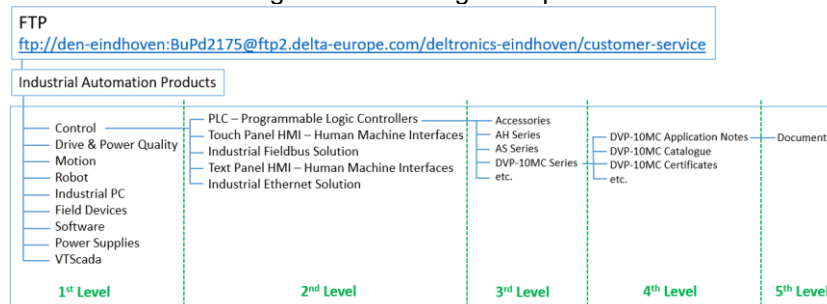 FTP
ftp://den-eindhoven:BuPd2175@ftp2.delta-europe.com/deltronics-eindhoven/customer-service
Industrial Automation Products
Control
Drive & Power Quality
Motion
Robot
Industrial PC
Field Devices
Software
Power Supplies
VTScada
PLC – Programmable Logic Controllers
Touch Panel HMI – Human Machine Interfaces
Industrial Fieldbus Solution
Text Panel HMI – Human Machine Interfaces
Industrial Ethernet Solution
Accessories
AH Series
AS Series
DVP-10MC Series
etc.
DVP-10MC Application Notes
DVP-10MC Catalogue
DVP-10MC Certificates
etc.
Document
1st Level
2nd Level
3rd Level
4th Level
5th Level